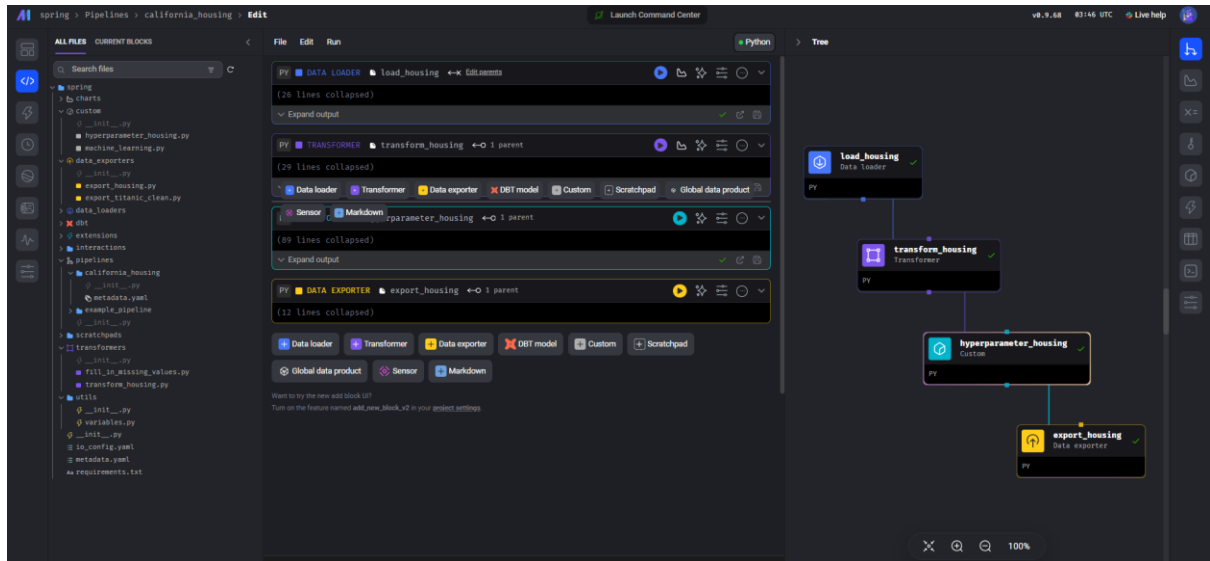 spring > Pipelines > california_housing > Edit
Launch Command Center
v0.9.68 03:46 UTC Live help
ALL FILES CURRENT BLOCKS
Search files
spring
charts
custom
__init__.py
hyperparameter_housing.py
machine_learning.py
data_exporters
__init__.py
export_housing.py
export_titanic_clean.py
data_loaders
dbt
extensions
interactions
pipelines
california_housing
__init__.py
metadata.yaml
example_pipeline
__init__.py
scratchpads
transformers
__init__.py
fill_in_missing_values.py
transform_housing.py
utils
__init__.py
variables.py
__init__.py
io_config.yaml
metadata.yaml
requirements.txt
File Edit Run
Python
PY DATA LOADER load_housing Edit parents
(26 lines collapsed)
Expand output
PY TRANSFORMER transform_housing 1 parent
(29 lines collapsed)
Data loader Transformer Data exporter DBT model Custom Scratchpad Global data product
Sensor Markdown
rparameter_housing 1 parent
(89 lines collapsed)
Expand output
PY DATA EXPORTER export_housing 1 parent
(12 lines collapsed)
Data loader Transformer Data exporter DBT model Custom Scratchpad
Global data product Sensor Markdown
Want to try the new add block UI?
Turn on the feature named add_new_block_v2 in your project settings.
Tree
load_housing
Data loader
PY
transform_housing
Transformer
PY
hyperparameter_housing
Custom
PY
export_housing
Data exporter
PY
100%